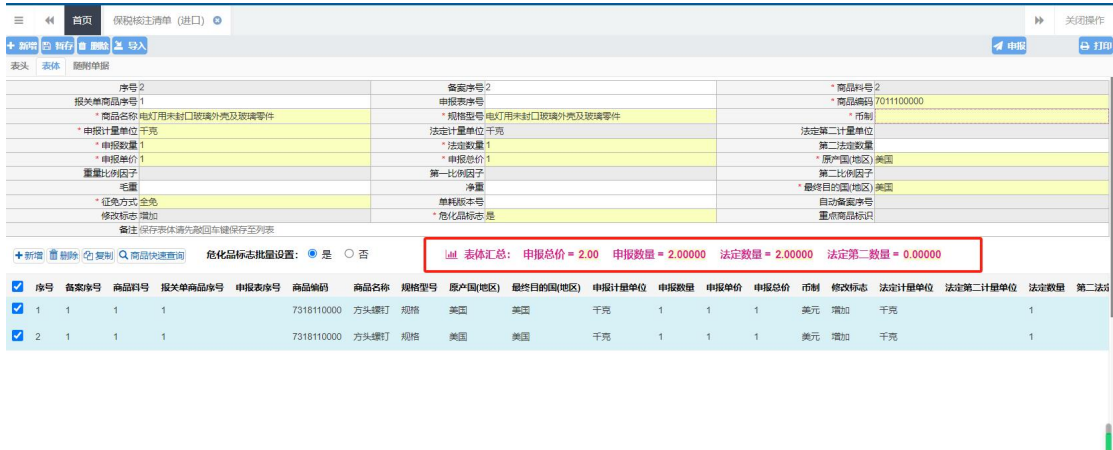 首页 保税核注清单（进口） 关闭操作
新增 暂存 删除 导入 申报 打印
表头 表体 随附单据
序号 2 备案序号 2 * 商品料号 2
报关单商品序号 1 申报表序号 * 商品编码 7011100000
* 商品名称 电灯用未封口玻璃外壳及玻璃零件 * 规格型号 电灯用未封口玻璃外壳及玻璃零件 * 币制
* 申报计量单位 千克 法定计量单位 千克 法定第二计量单位
* 申报数量 1 * 法定数量 1 第二法定数量
* 申报单价 1 * 申报总价 1 * 原产国(地区) 美国
重量比例因子 第一比例因子 第二比例因子
毛重 净重 * 最终目的国(地区) 美国
* 征免方式 全免 单耗版本号 自动备案序号
修改标志 增加 * 危化品标志 是 重点商品标识
备注 保存表体请先敲回车键保存至列表
新增 删除 复制 商品快速查询 危化品标志批量设置： 是 否 表体汇总： 申报总价 = 2.00 申报数量 = 2.00000 法定数量 = 2.00000 法定第二数量 = 0.00000
序号 备案序号 商品料号 报关单商品序号 申报表序号 商品编码 商品名称 规格型号 原产国(地区) 最终目的国(地区) 申报计量单位 申报数量 申报单价 申报总价 币制 修改标志 法定计量单位 法定第二计量单位 法定数量 第二法定
1 1 1 1 7318110000 方头螺钉 规格 美国 美国 千克 1 1 1 美元 增加 千克 1
2 1 1 1 7318110000 方头螺钉 规格 美国 美国 千克 1 1 1 美元 增加 千克 1